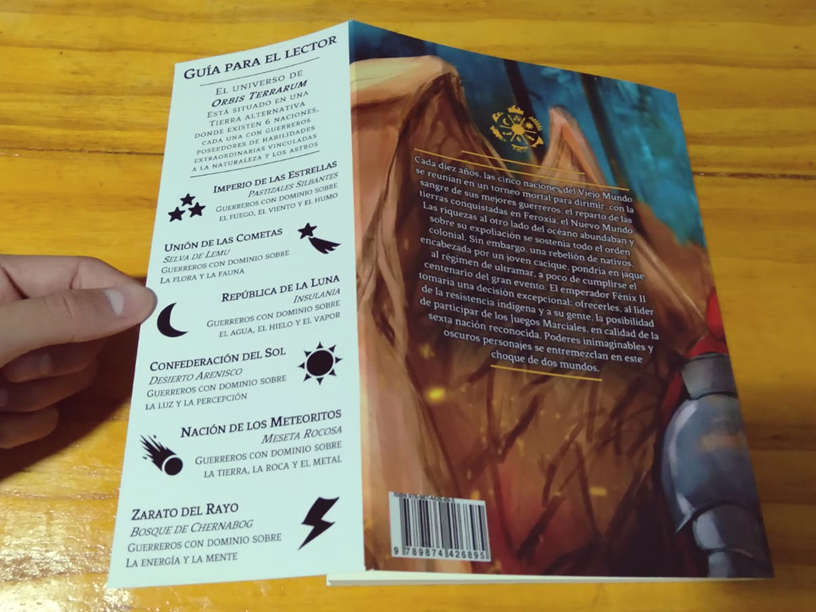 GUÍA PARA EL LECTOR
EL UNIVERSO DE
ORBIS TERRARUM
ESTÁ SITUADO EN UNA
TIERRA ALTERNATIVA
DONDE EXISTEN 6 NACIONES,
CADA UNA CON GUERREROS
POSEEDORES DE HABILIDADES
EXTRAORDINARIAS VINCULADAS
A LA NATURALEZA Y LOS ASTROS
IMPERIO DE LAS ESTRELLAS
PASTIZALES SILBANTES
GUERREROS CON DOMINIO SOBRE
EL FUEGO, EL VIENTO Y EL HUMO
UNIÓN DE LAS COMETAS
SELVA DE LEMU
GUERREROS CON DOMINIO SOBRE
LA FLORA Y LA FAUNA
REPÚBLICA DE LA LUNA
INSULANIA
GUERREROS CON DOMINIO SOBRE
EL AGUA, EL HIELO Y EL VAPOR
CONFEDERACIÓN DEL SOL
DESIERTO ARENISCO
GUERREROS CON DOMINIO SOBRE
LA LUZ Y LA PERCEPCIÓN
NACIÓN DE LOS METEORITOS
MESETA ROCOSA
GUERREROS CON DOMINIO SOBRE
LA TIERRA, LA ROCA Y EL METAL
ZARATO DEL RAYO
BOSQUE DE CHERNABOG
GUERREROS CON DOMINIO SOBRE
LA ENERGÍA Y LA MENTE
Cada diez años, las cinco naciones del Viejo Mundo
se reunían en un torneo mortal para dirimir, con la
sangre de sus mejores guerreros, el reparto de las
tierras conquistadas en Feroxia, el Nuevo Mundo.
Las riquezas al otro lado del océano abundaban y
sobre su expoliación se sostenía todo el orden
colonial. Sin embargo, una rebelión de nativos,
encabezada por un joven cacique, pondría en jaque
al régimen de ultramar, a poco de cumplirse el
centenario del gran evento. El emperador Fénix II
tomaría una decisión excepcional: ofrecerles, al líder
de la resistencia indígena y a su gente, la posibilidad
de participar de los Juegos Marciales, en calidad de la
sexta nación reconocida. Poderes inimaginables y
oscuros personajes se entremezclan en este
choque de dos mundos.
ISBN
9 789874 426895